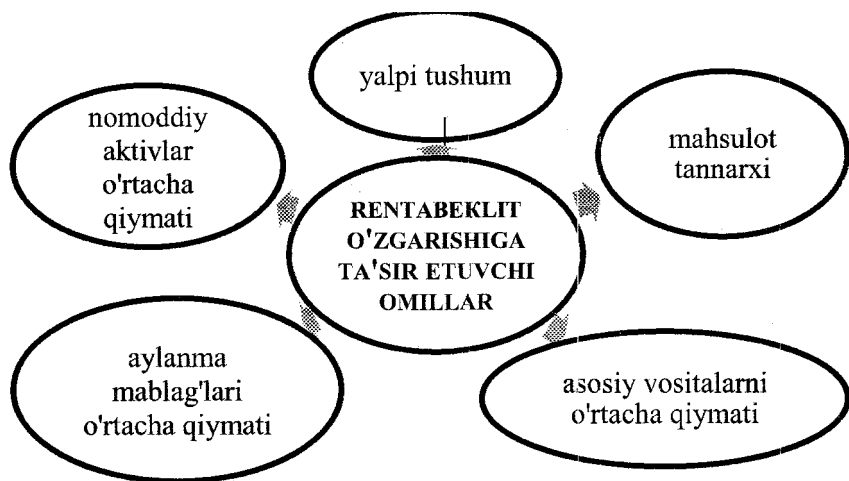 yalpi tushum
nomoddiy
aktivlar
o'rtacha
qiymati
mahsulot
tannarxi
RENTABEKLIT
O'ZGARISHIGA
TA'SIR ETUVCHI
OMILLAR
aylanma
mablag'lari
o'rtacha qiymati
asosiy vositalarni
o'rtacha qiymati